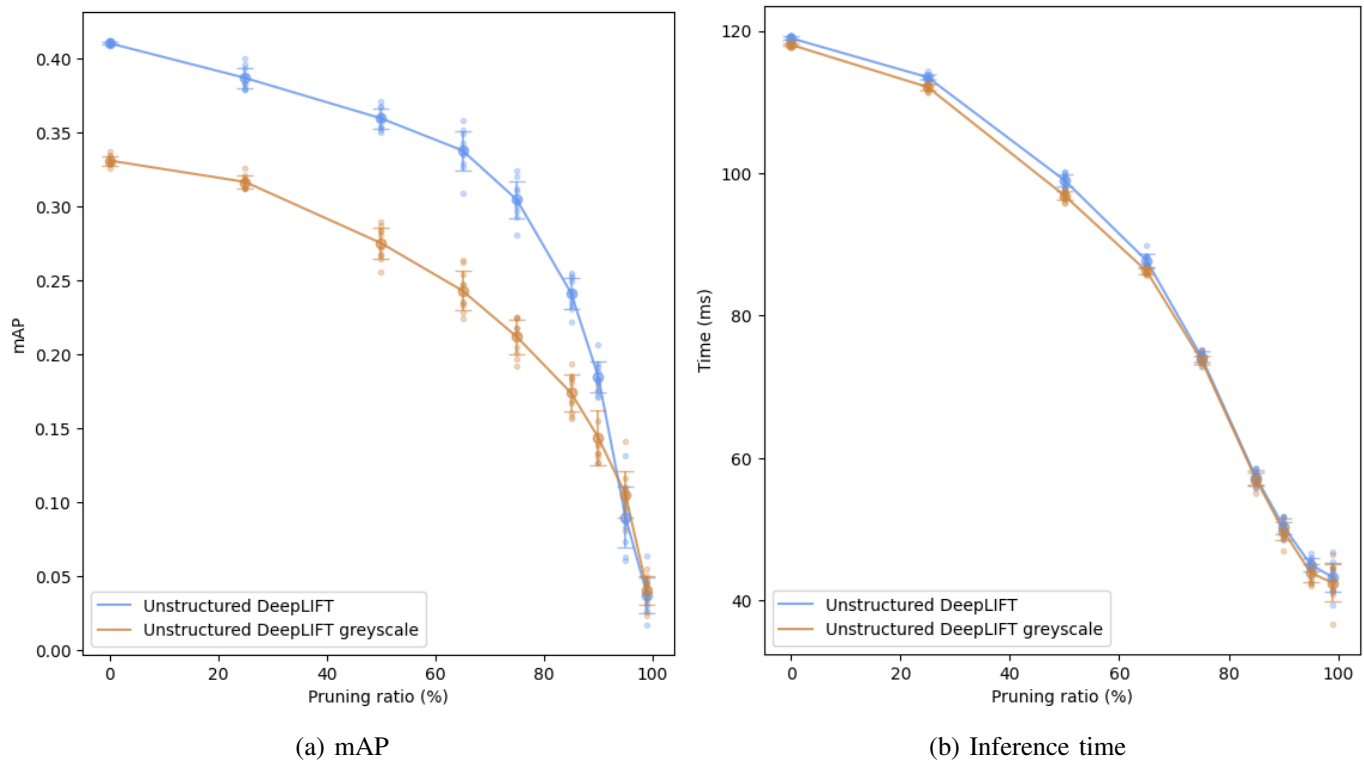 0.40
0.35
0.30
0.25
0.20
0.15
0.10
0.05
0.00
mAP
0 20 40 60 80 100
Pruning ratio (%)
Unstructured DeepLIFT
Unstructured DeepLIFT greyscale
(a) mAP
120
100
80
60
40
Time (ms)
0 20 40 60 80 100
Pruning ratio (%)
Unstructured DeepLIFT
Unstructured DeepLIFT greyscale
(b) Inference time